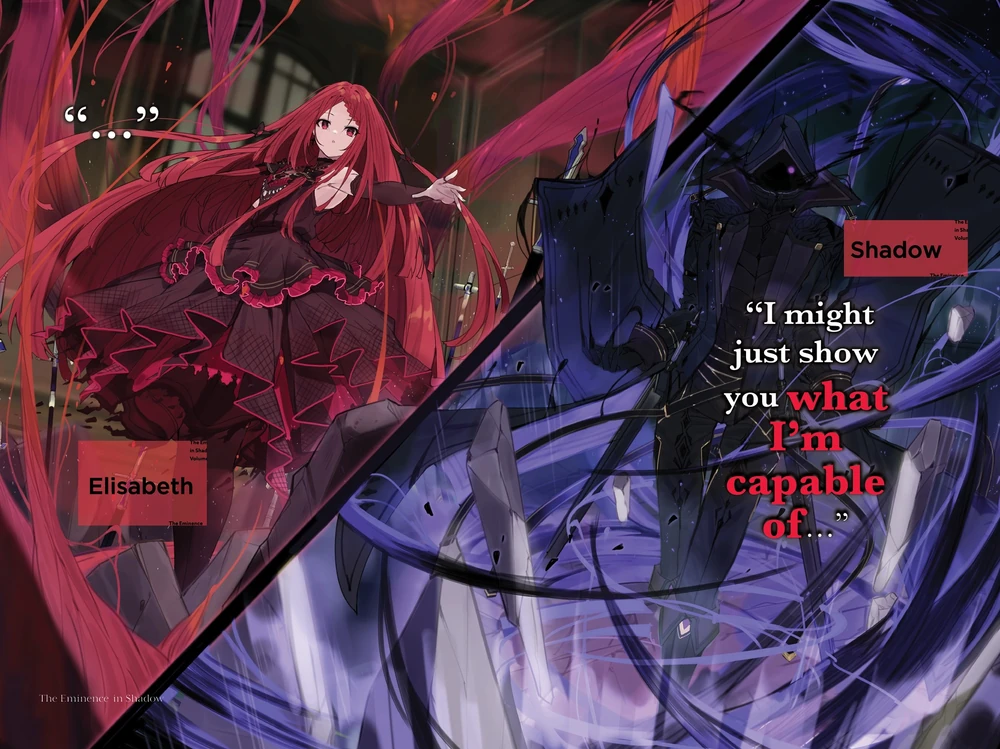 “...”
Elisabeth
The Eminence in Shadow
Shadow
“I might
just show
you what
I’m
capable
of...”